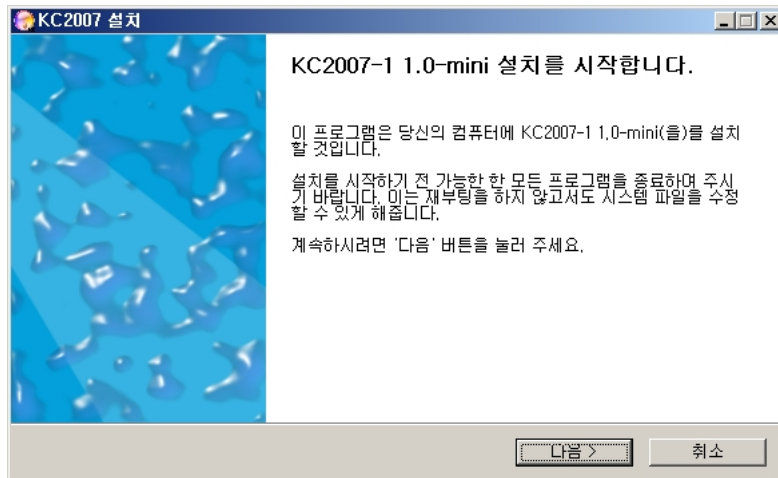 KC2007 설치
KC2007-1 1.0-mini 설치를 시작합니다.
이 프로그램은 당신의 컴퓨터에 KC2007-1 1.0-mini(을)를 설치
할 것입니다.
설치를 시작하기 전 가능한 한 모든 프로그램을 종료하여 주시
기 바랍니다. 이는 재부팅을 하지 않고서도 시스템 파일을 수정
할 수 있게 해줍니다.
계속하시려면 '다음' 버튼을 눌러 주세요.
다음 >
취소